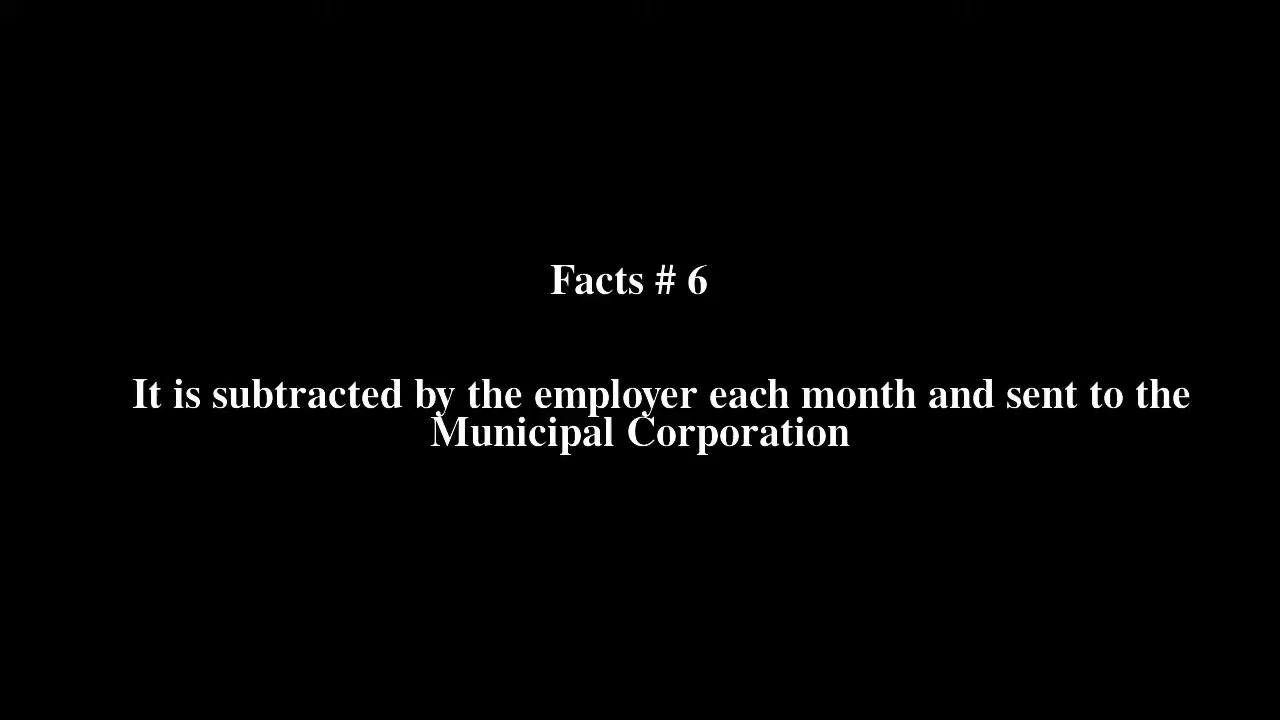 Facts # 6
It is subtracted by the employer each month and sent to the
Municipal Corporation